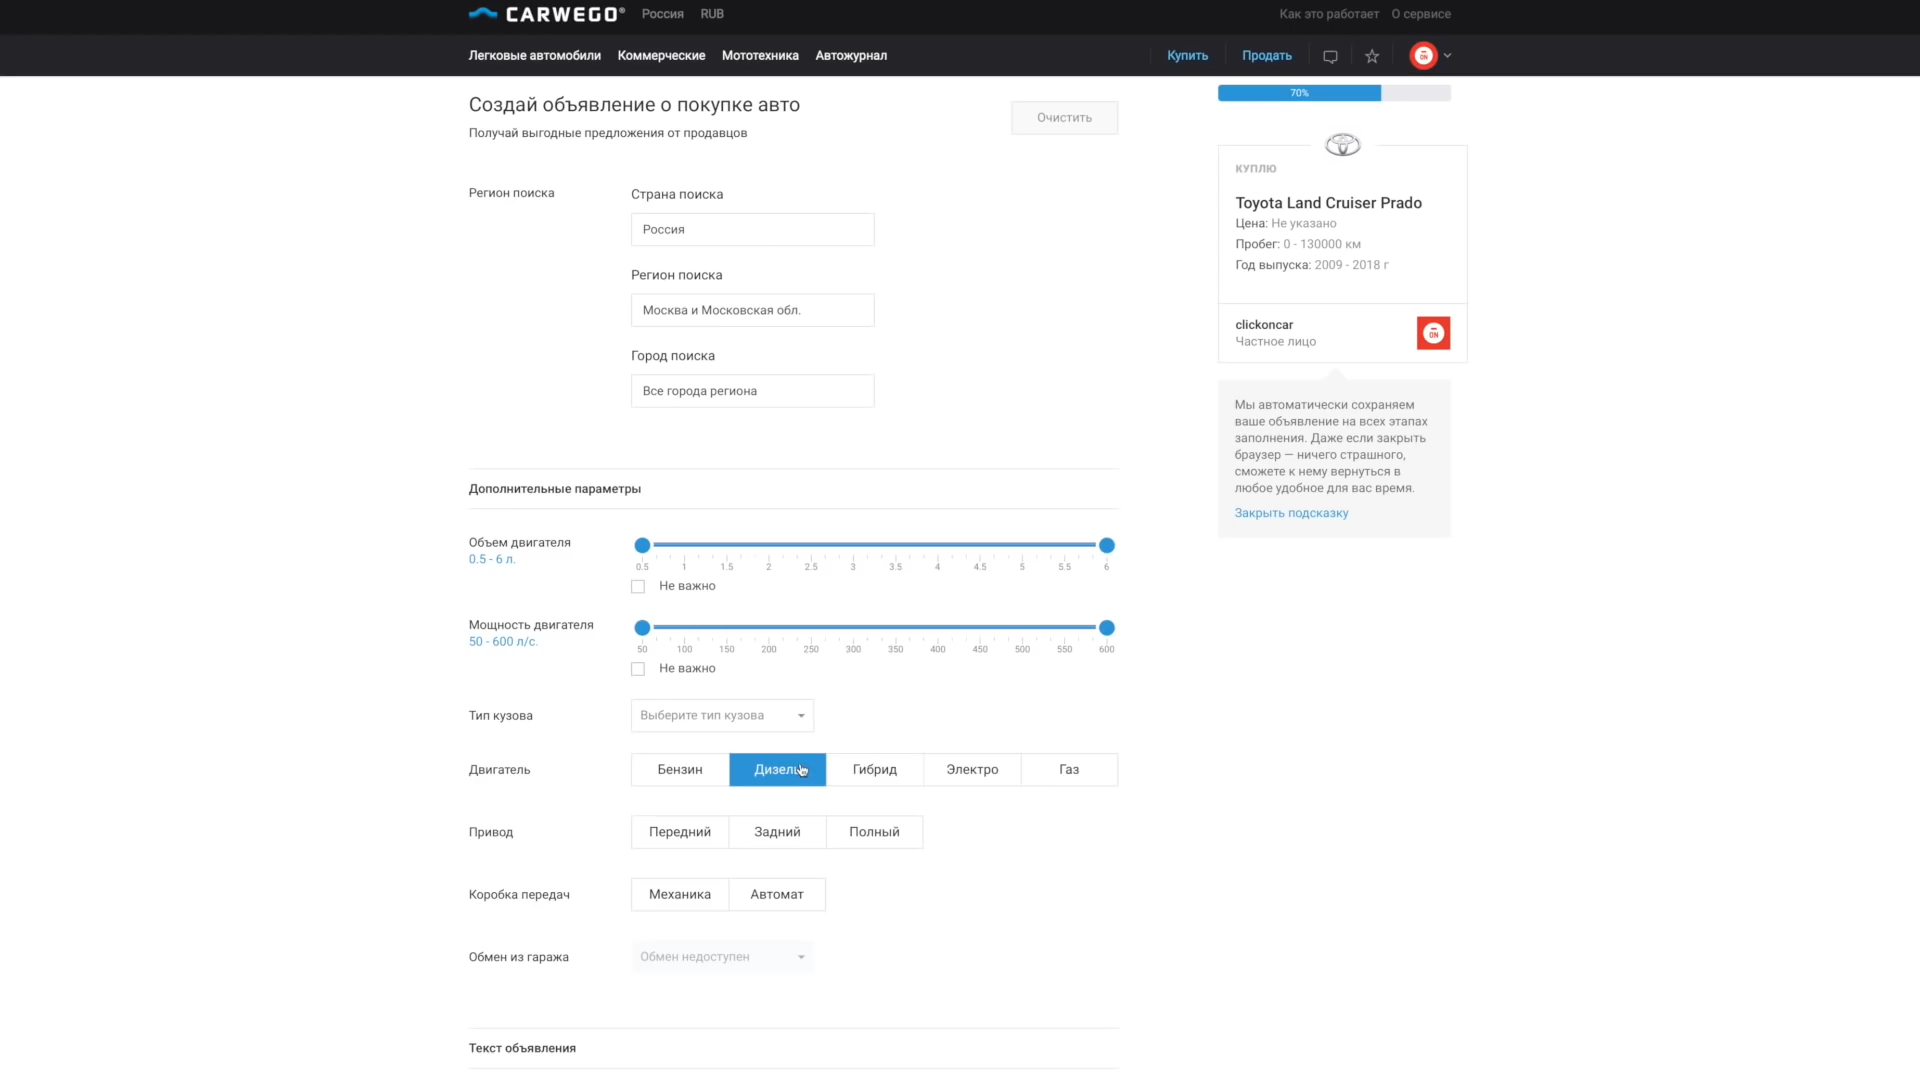 CARWEGO®
Россия
RUB
Как это работает
О сервисе
Легковые автомобили
Коммерческие
Мототехника
Автожурнал
Купить
Продать
ON
Создай объявление о покупке авто
Получай выгодные предложения от продавцов
Очистить
Регион поиска
Страна поиска
Россия
Регион поиска
Москва и Московская обл.
Город поиска
Все города региона
Дополнительные параметры
Объем двигателя
0.5 - 6 л.
0.5 1 1.5 2 2.5 3 3.5 4 4.5 5 5.5 6
Не важно
Мощность двигателя
50 - 600 л/с.
50 100 150 200 250 300 350 400 450 500 550 600
Не важно
Тип кузова
Выберите тип кузова
Двигатель
Бензин Дизель Гибрид Электро Газ
Привод
Передний Задний Полный
Коробка передач
Механика Автомат
Обмен из гаража
Обмен недоступен
Текст объявления
70%
КУПЛЮ
Toyota Land Cruiser Prado
Цена: Не указано
Пробег: 0 - 130000 км
Год выпуска: 2009 - 2018 г
clickoncar
Частное лицо
ON
Мы автоматически сохраняем
ваше объявление на всех этапах
заполнения. Даже если закрыть
браузер — ничего страшного,
сможете к нему вернуться в
любое удобное для вас время.
Закрыть подсказку